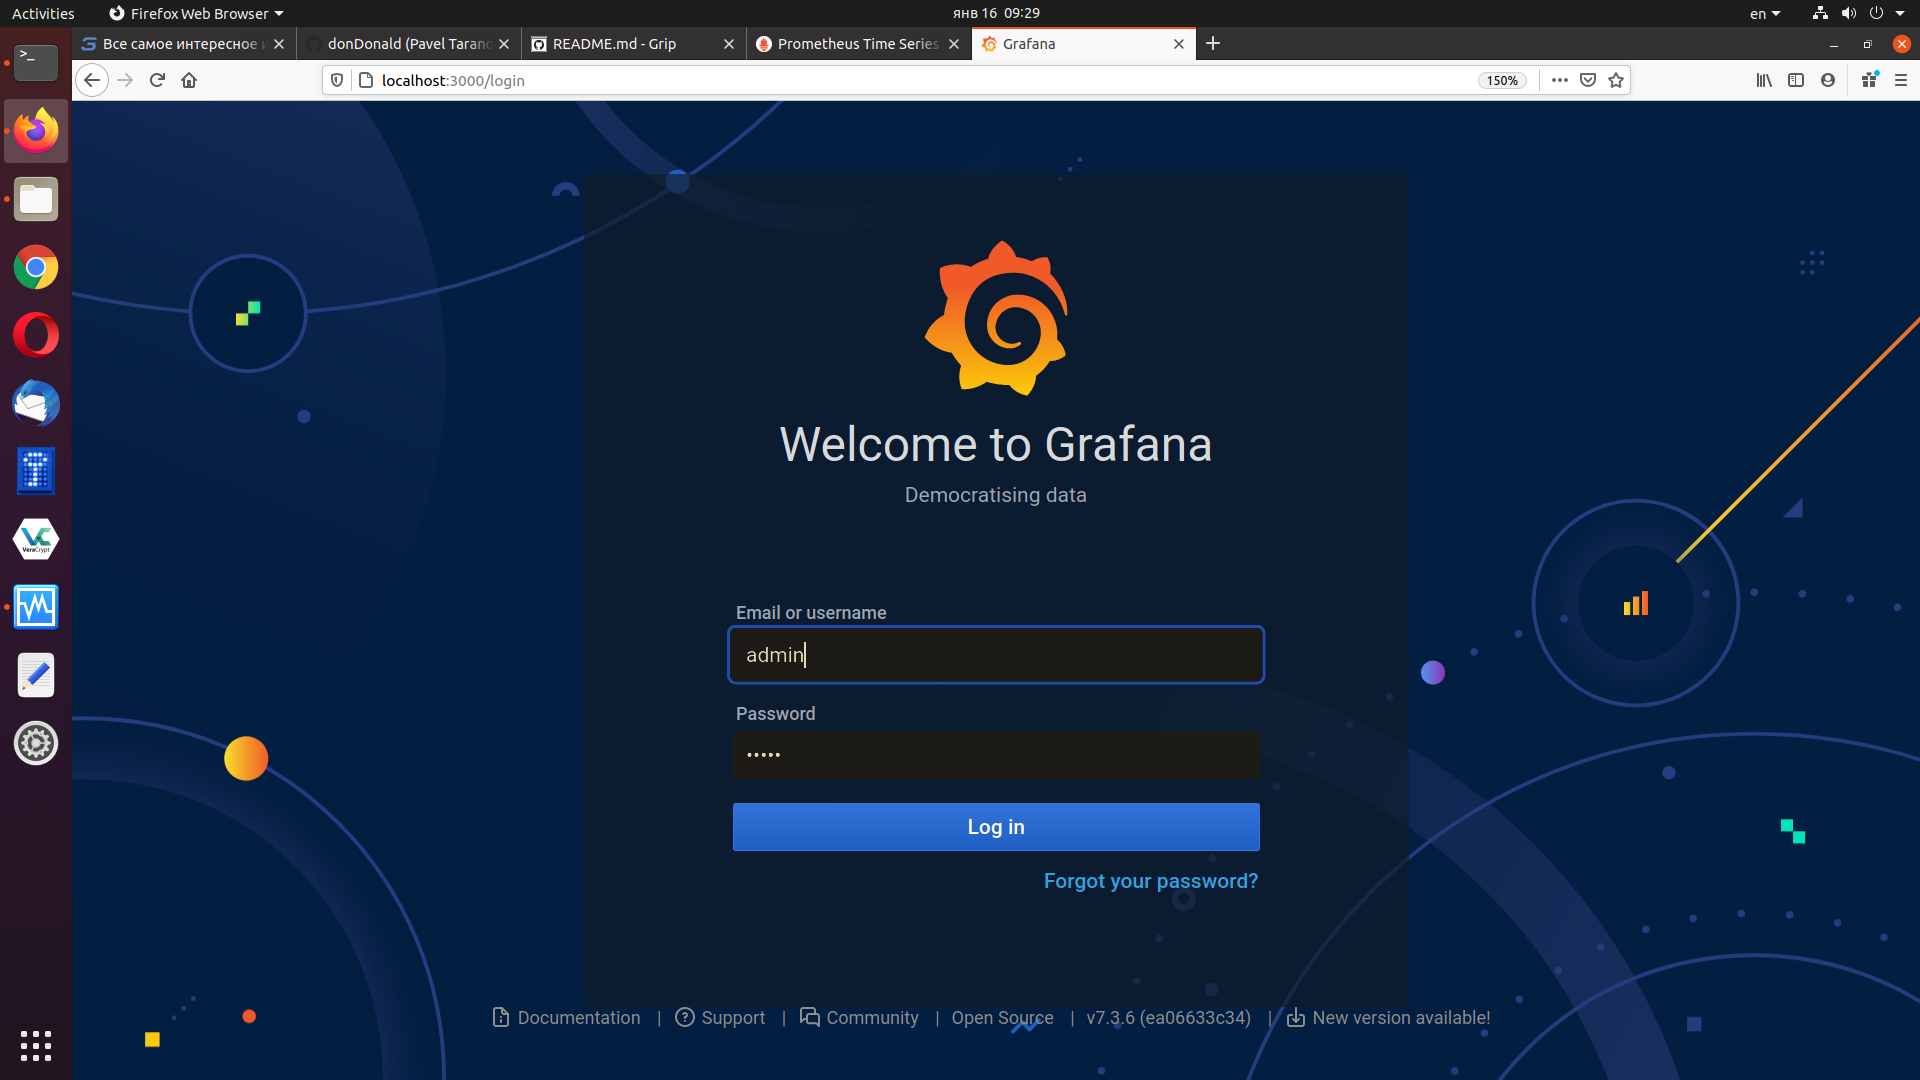 Activities
Firefox Web Browser
янв 16 09:29
en
Все самое интересное и
donDonald (Pavel Tarano
README.md - Grip
Prometheus Time Series
Grafana
localhost:3000/login
150%
VeraCrypt
Welcome to Grafana
Democratising data
Email or username
admin
Password
•••••
Log in
Forgot your password?
Documentation | Support | Community | Open Source | v7.3.6 (ea06633c34) | New version available!